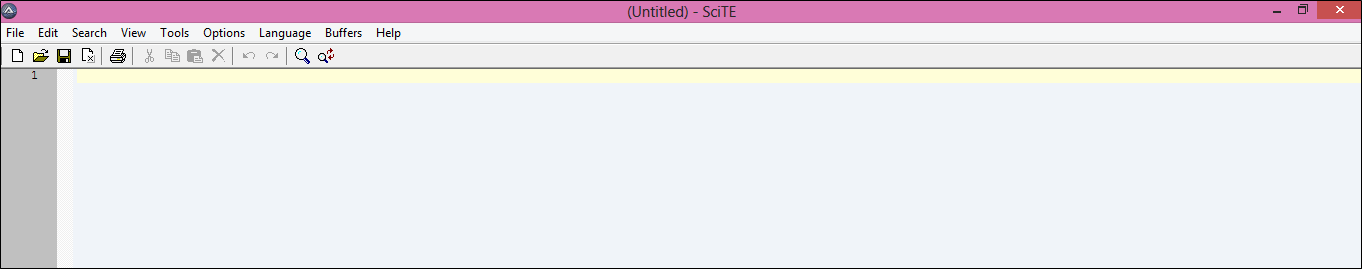 (Untitled) - SciTE
File Edit Search View Tools Options Language Buffers Help
1